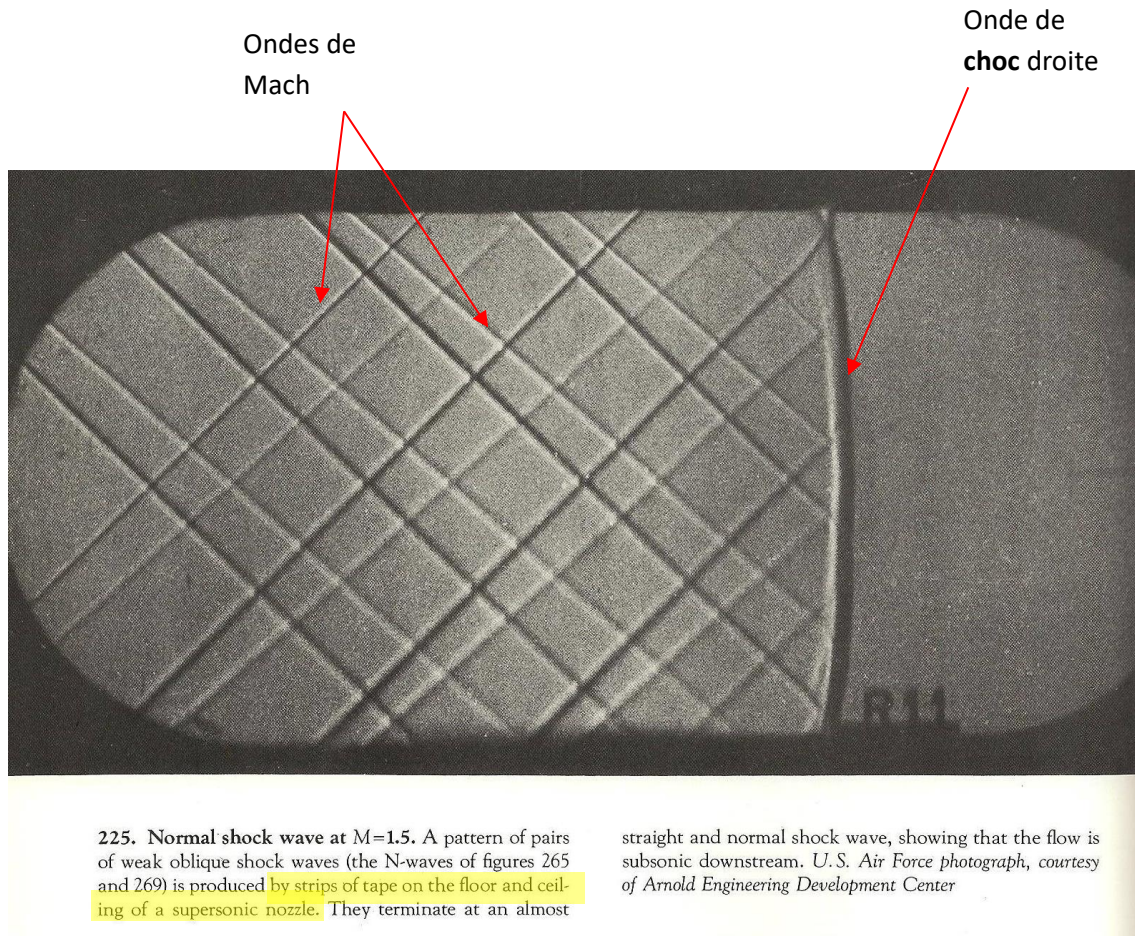 Ondes de
Mach
Onde de
choc droite
R11
225. Normal shock wave at M=1.5. A pattern of pairs
of weak oblique shock waves (the N-waves of figures 265
and 269) is produced by strips of tape on the floor and ceil-
ing of a supersonic nozzle. They terminate at an almost
straight and normal shock wave, showing that the flow is
subsonic downstream. U.S. Air Force photograph, courtesy
of Arnold Engineering Development Center